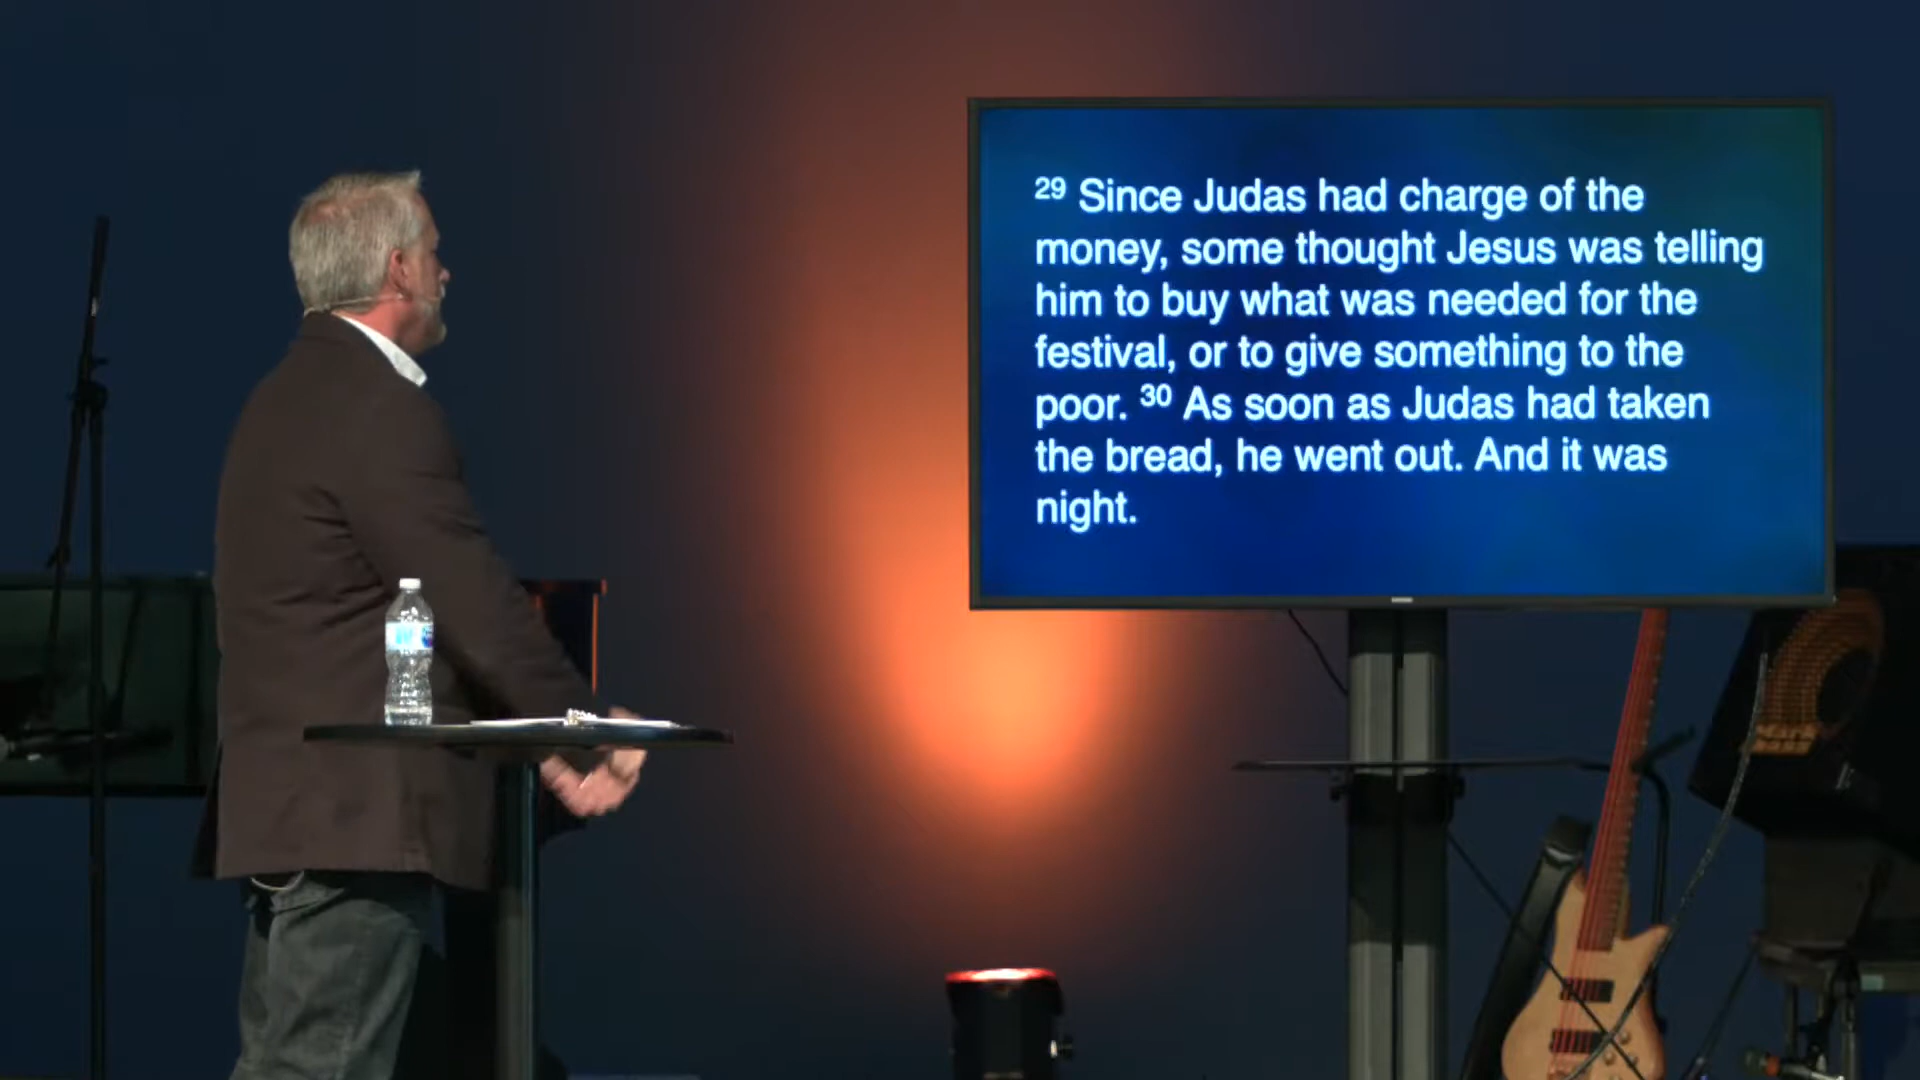 29 Since Judas had charge of the
money, some thought Jesus was telling
him to buy what was needed for the
festival, or to give something to the
poor. 30 As soon as Judas had taken
the bread, he went out. And it was
night.